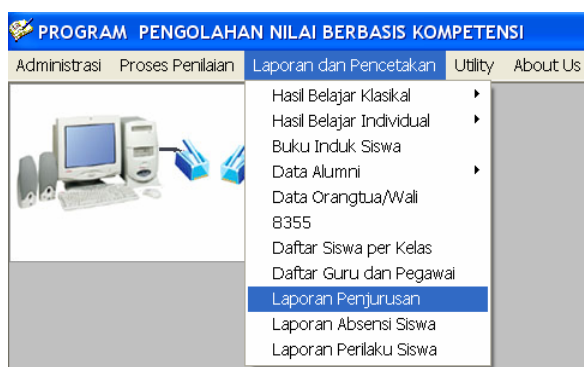 PROGRAM PENGOLAHAN NILAI BERBASIS KOMPETENSI
Administrasi Proses Penilaian Laporan dan Pencetakan Utility About Us
Hasil Belajar Klasikal
Hasil Belajar Individual
Buku Induk Siswa
Data Alumni
Data Orangtua/Wali
8355
Daftar Siswa per Kelas
Daftar Guru dan Pegawai
Laporan Penjurusan
Laporan Absensi Siswa
Laporan Perilaku Siswa